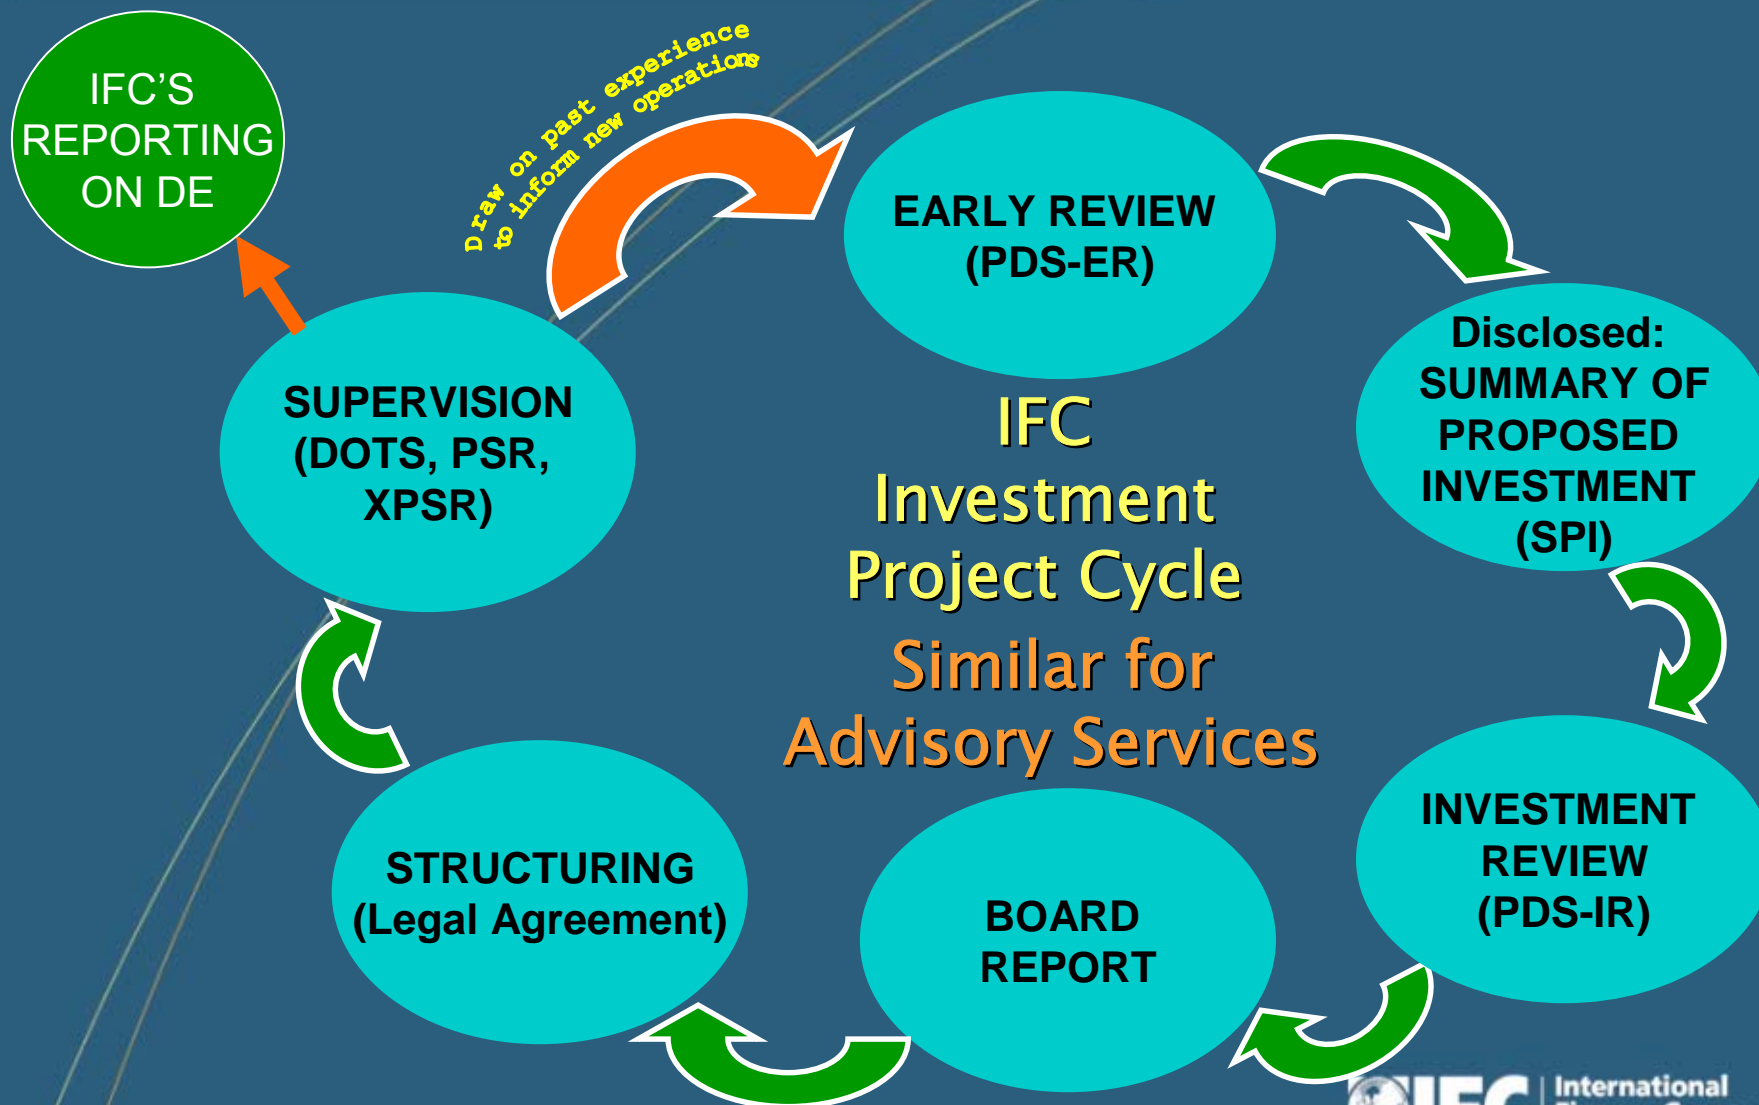 IFC'S
REPORTING
ON DE
Draw on past experience
to inform new operations
EARLY REVIEW
(PDS-ER)
Disclosed:
SUMMARY OF
PROPOSED
INVESTMENT
(SPI)
SUPERVISION
(DOTS, PSR,
XPSR)
IFC
Investment
Project Cycle
Similar for
Advisory Services
INVESTMENT
REVIEW
(PDS-IR)
STRUCTURING
(Legal Agreement)
BOARD
REPORT
IFC
International